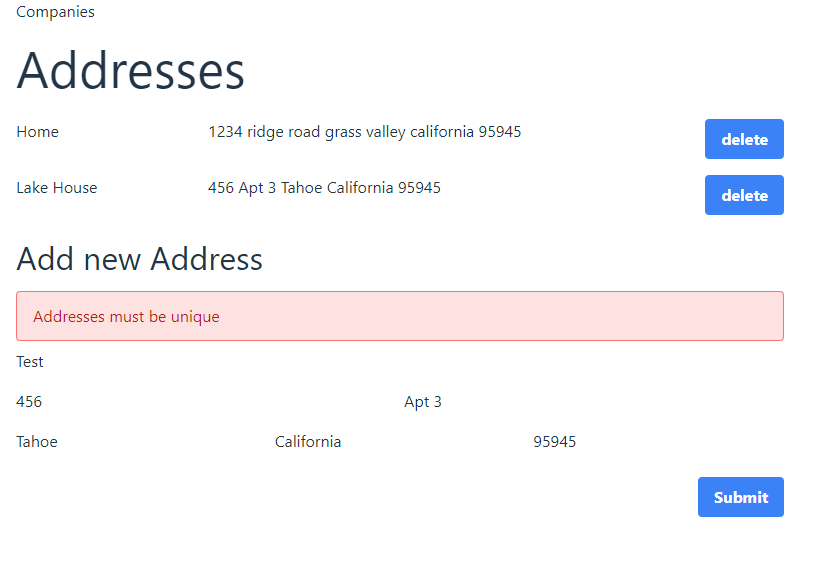 Companies
Addresses
Home 1234 ridge road grass valley california 95945 delete
Lake House 456 Apt 3 Tahoe California 95945 delete
Add new Address
Addresses must be unique
Test
456 Apt 3
Tahoe California 95945
Submit